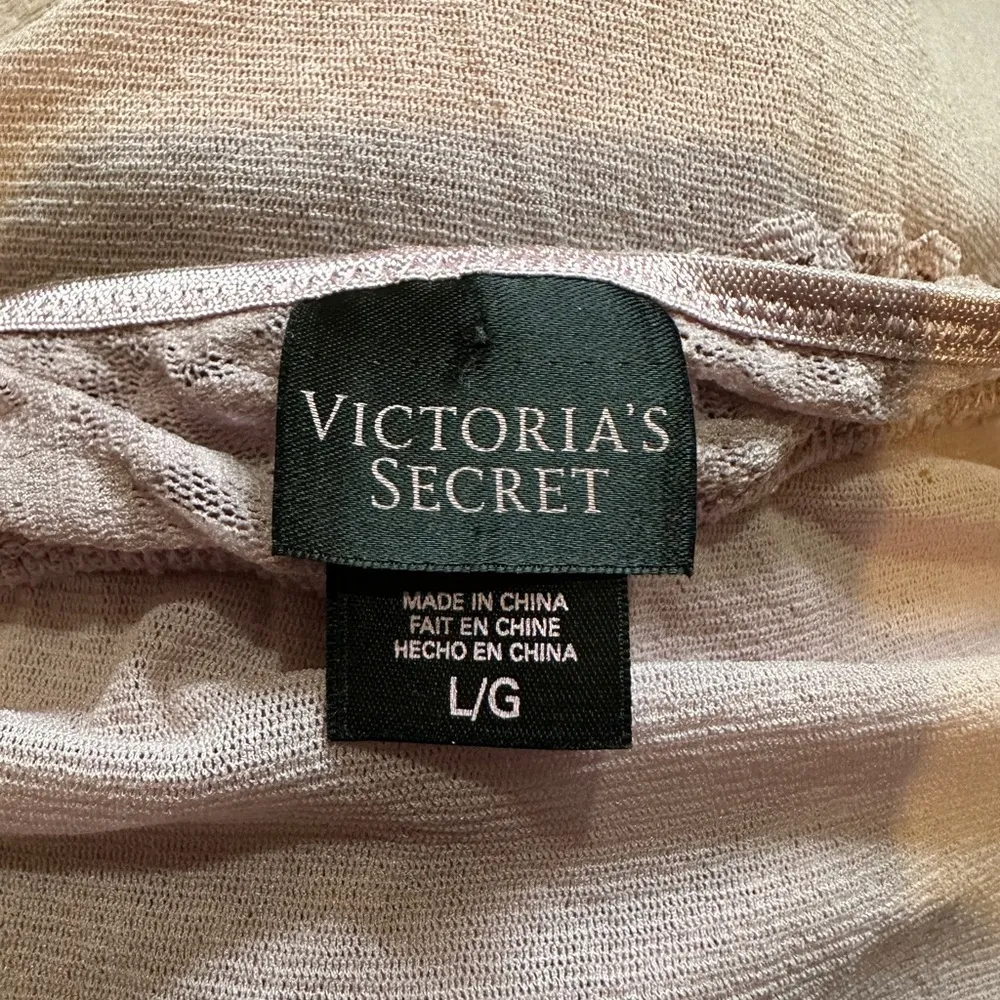 VICTORIA'S
SECRET
MADE IN CHINA
FAIT EN CHINE
HECHO EN CHINA
L/G